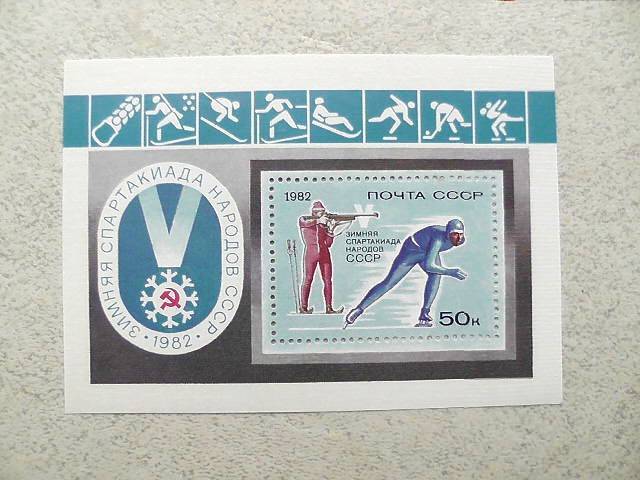 ЗИМНЯЯ СПАРТАКИАДА НАРОДОВ СССР
• 1982 •
1982 ПОЧТА СССР
ЗИМНЯЯ
СПАРТАКИАДА
НАРОДОВ
СССР
50к